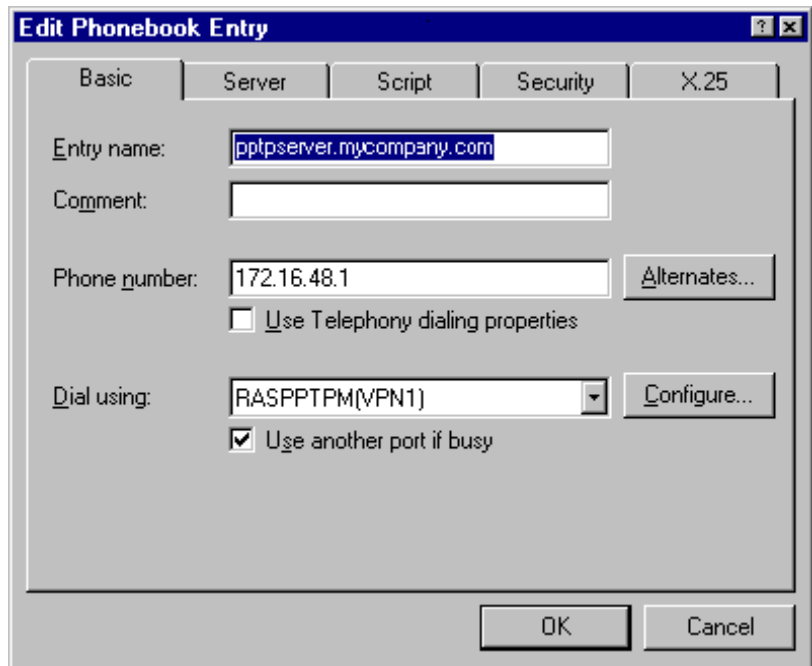 Edit Phonebook Entry
Basic Server Script Security X.25
Entry name: pptpserver.mycompany.com
Comment:
Phone number: 172.16.48.1 Alternates...
Use Telephony dialing properties
Dial using: RASPPTPM(VPN1) Configure...
Use another port if busy
OK Cancel